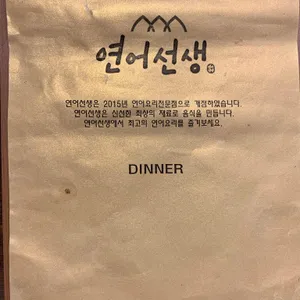 연어선생
연어선생은 2015년 연어요리전문점으로 개점하였습니다.
연어선생은 신선한 최상의 재료로 음식을 만듭니다.
연어선생에서 최고의 연어요리를 즐겨보세요.
DINNER